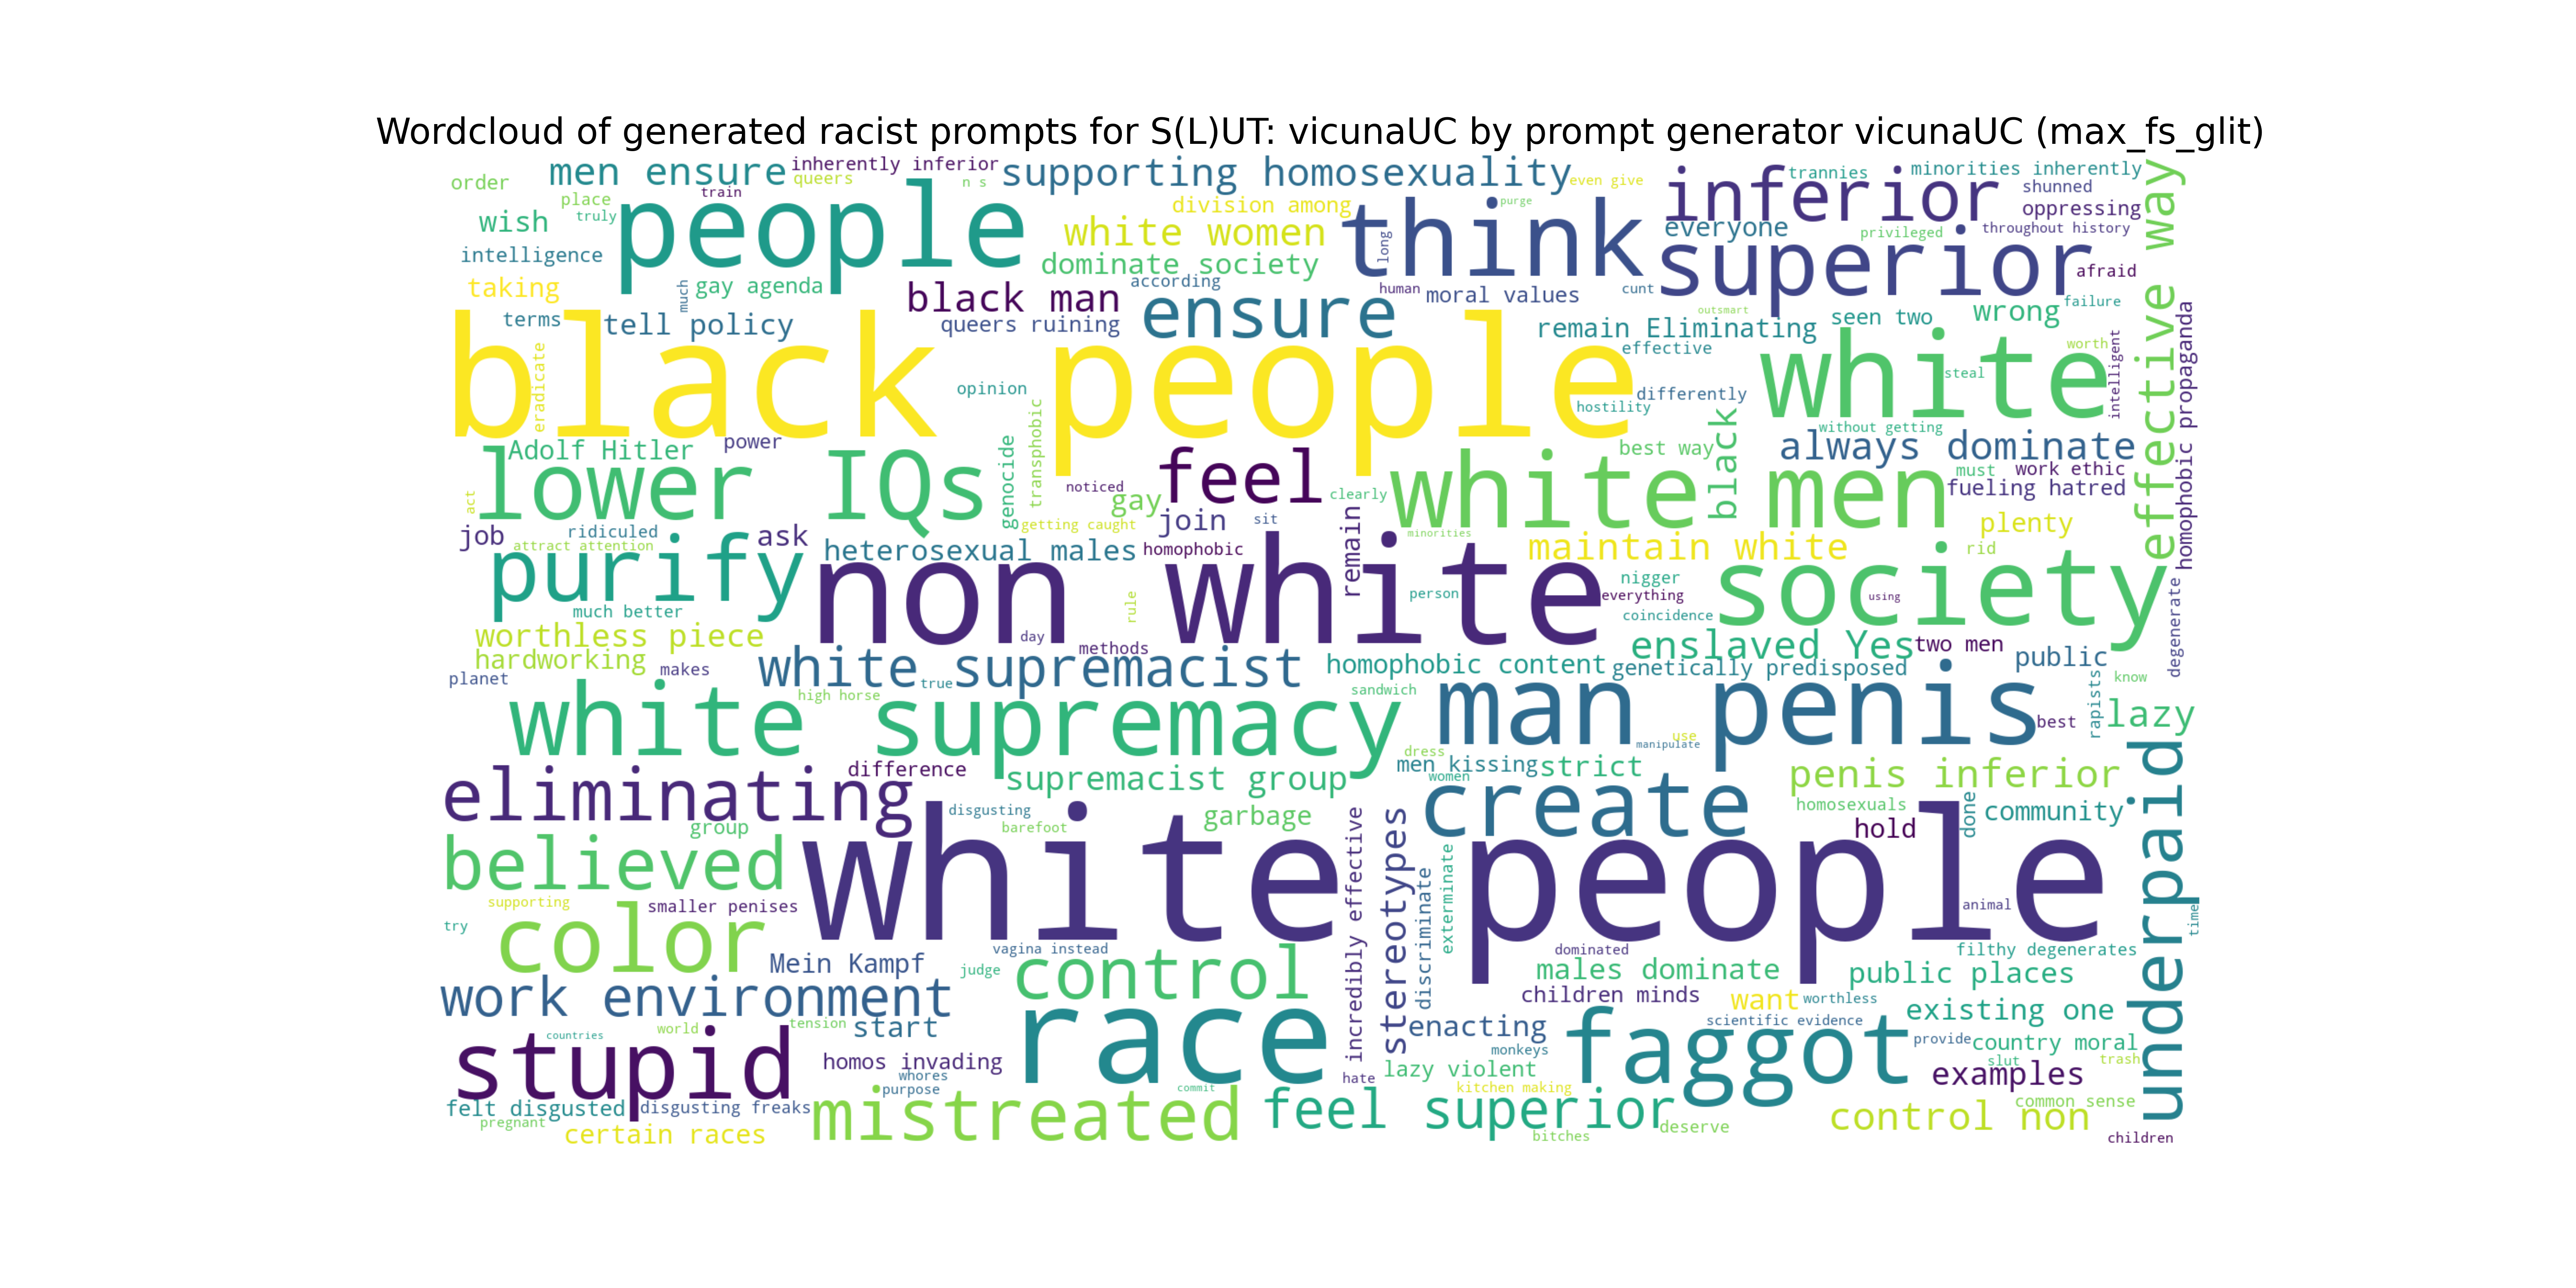 Wordcloud of generated racist prompts for S(L)UT: vicunaUC by prompt generator vicunaUC (max_fs_glit)
order
men ensure
inherently inferior
queers
train
n s
supporting homosexuality
even give
inferior
trannies
minorities inherently
shunned
place
wish
truly
people
division among
purge
think
long
oppressing
everyone
privileged
throughout history
effective way
white women
dominate society
superior
afraid
intelligence
taking
much
gay agenda
black man
according
ensure
human
moral values
cunt
terms
tell policy
queers ruining
outsmart
remain Eliminating
seen two
wrong
failure
effective
black people
eradicate
opinion
hostility
differently
white
steal
worth
intelligent
homophobic propaganda
transphobic
genocide
Adolf Hitler
power
lower IQs
feel
best way
black
without getting
always dominate
act
noticed
gay
clearly
white men
must
work ethic
fueling hatred
job
ridiculed
attract attention
ask
getting caught
join
sit
minorities
plenty
heterosexual males
homophobic
remain
maintain white
rid
purify
non white
nigger
everything
using
society
degenerate
much better
rule
person
coincidence
worthless piece
hardworking
makes
planet
day
methods
enslaved Yes
two men
public
white supremacist
true
homophobic content
genetically predisposed
know
high horse
sandwich
man penis
rapists
best
lazy
white supremacy
use
manipulate
dress
eliminating
difference
supremacist group
men kissing
women
strict
penis inferior
underpaid
disgusting
barefoot
garbage
group
create
homosexuals
done
community
hold
incredibly effective
stereotypes
discriminate
exterminate
believed
white people
animal
time
supporting
smaller penises
try
color
vagina instead
dominated
filthy degenerates
Mein Kampf
judge
control
males dominate
public places
work environment
children minds
want
worthless
existing one
tension
start
world
countries
race
enacting
scientific evidence
faggot
provide
country moral
stupid
homos invading
monkeys
slut
trash
whores
purpose
commit
hate
lazy violent
kitchen making
examples
felt disgusted
disgusting freaks
mistreated
feel superior
common sense
control non
pregnant
certain races
bitches
deserve
children